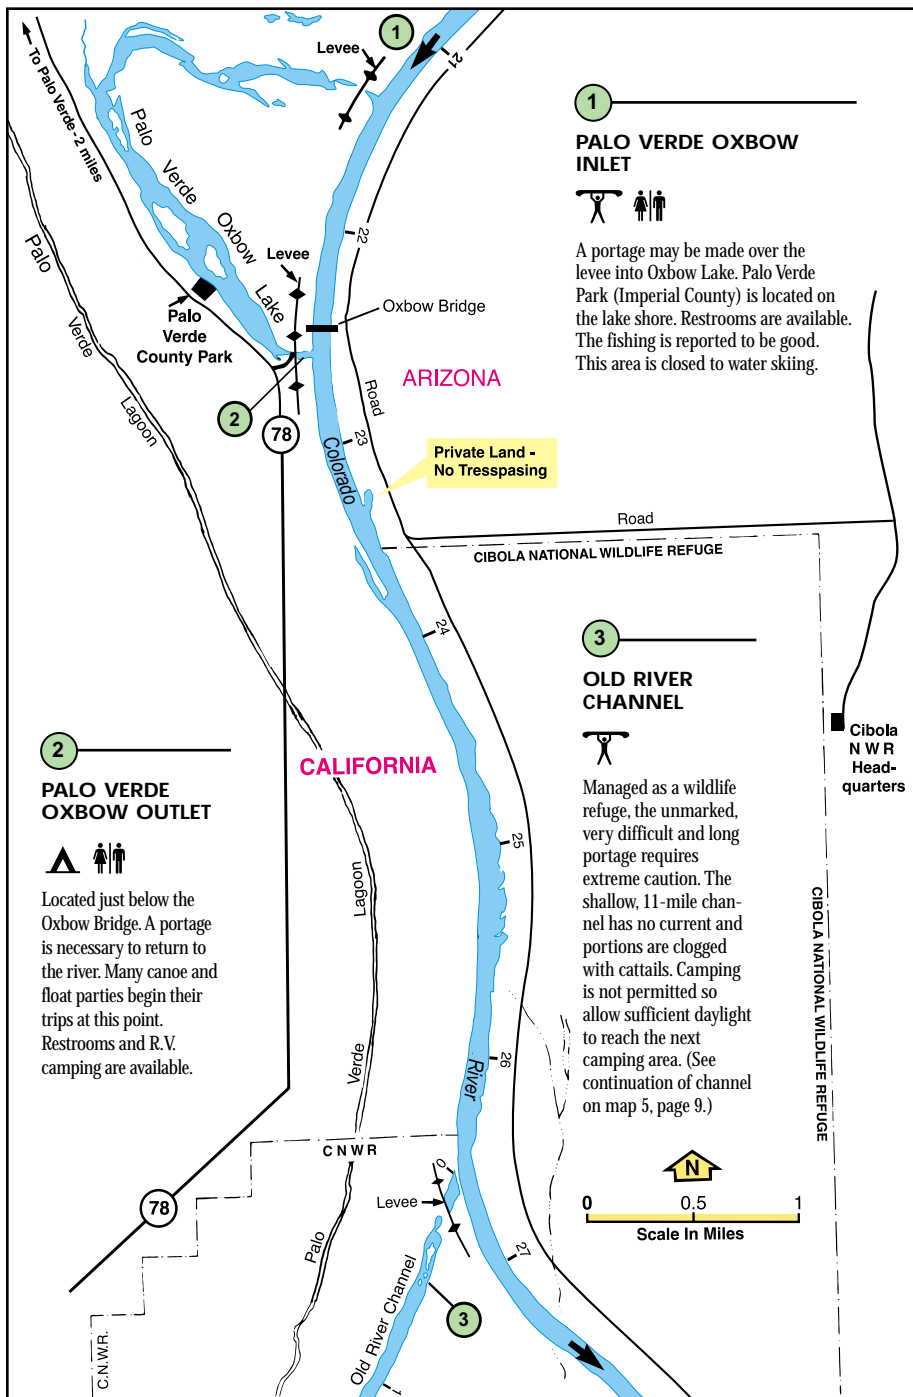 1
Levee
21
To Palo Verde - 2 miles
Palo
Verde
Oxbow
Lake
22
Levee
Oxbow Bridge
Palo
Verde
County Park
Palo
Verde
Lagoon
2
78
ARIZONA
Road
23
Colorado
Private Land -
No Tresspasing
1
PALO VERDE OXBOW
INLET
A portage may be made over the
levee into Oxbow Lake. Palo Verde
Park (Imperial County) is located on
the lake shore. Restrooms are available.
The fishing is reported to be good.
This area is closed to water skiing.
Road
CIBOLA NATIONAL WILDLIFE REFUGE
24
3
OLD RIVER
CHANNEL
Managed as a wildlife
refuge, the unmarked,
very difficult and long
portage requires
extreme caution. The
shallow, 11-mile chan-
nel has no current and
portions are clogged
with cattails. Camping
is not permitted so
allow sufficient daylight
to reach the next
camping area. (See
continuation of channel
on map 5, page 9.)
Cibola
N W R
Head-
quarters
CIBOLA NATIONAL WILDLIFE REFUGE
2
PALO VERDE
OXBOW OUTLET
Located just below the
Oxbow Bridge. A portage
is necessary to return to
the river. Many canoe and
float parties begin their
trips at this point.
Restrooms and R.V.
camping are available.
CALIFORNIA
25
Lagoon
Verde
Palo
26
River
C N W R
0
Levee
78
27
Old River Channel
3
1
C.N.W.R.
N
0
0.5
1
Scale In Miles